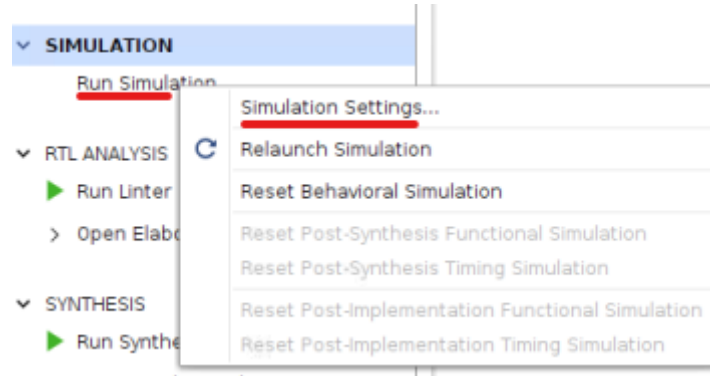 SIMULATION
Run Simulation
Simulation Settings...
RTL ANALYSIS
Relaunch Simulation
Run Linter
Reset Behavioral Simulation
Open Elabo
Reset Post-Synthesis Functional Simulation
Reset Post-Synthesis Timing Simulation
SYNTHESIS
Reset Post-Implementation Functional Simulation
Run Synthe
Reset Post-Implementation Timing Simulation